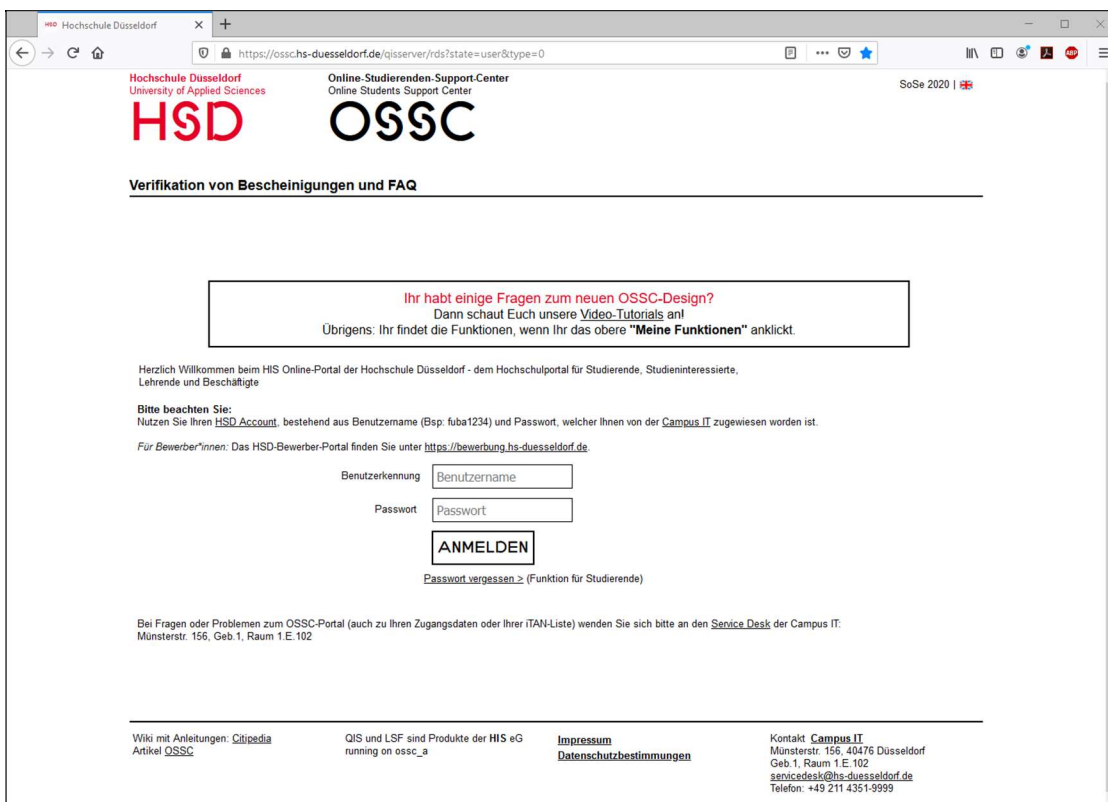 HSD Hochschule Düsseldorf
https://ossc.hs-duesseldorf.de/qisserver/rds?state=user&type=0
ABP
Hochschule Düsseldorf
University of Applied Sciences
HSD
Online-Studierenden-Support-Center
Online Students Support Center
OSSC
SoSe 2020 |
Verifikation von Bescheinigungen und FAQ
Ihr habt einige Fragen zum neuen OSSC-Design?
Dann schaut Euch unsere Video-Tutorials an!
Übrigens: Ihr findet die Funktionen, wenn Ihr das obere "Meine Funktionen" anklickt.
Herzlich Willkommen beim HIS Online-Portal der Hochschule Düsseldorf - dem Hochschulportal für Studierende, Studieninteressierte,
Lehrende und Beschäftigte
Bitte beachten Sie:
Nutzen Sie Ihren HSD Account, bestehend aus Benutzername (Bsp: fuba1234) und Passwort, welcher Ihnen von der Campus IT zugewiesen worden ist.
Für Bewerber*innen: Das HSD-Bewerber-Portal finden Sie unter https://bewerbung.hs-duesseldorf.de.
Benutzerkennung
Benutzername
Passwort
Passwort
ANMELDEN
Passwort vergessen > (Funktion für Studierende)
Bei Fragen oder Problemen zum OSSC-Portal (auch zu Ihren Zugangsdaten oder Ihrer iTAN-Liste) wenden Sie sich bitte an den Service Desk der Campus IT:
Münsterstr. 156, Geb.1, Raum 1.E.102
Wiki mit Anleitungen: Citipedia
Artikel OSSC
QIS und LSF sind Produkte der HIS eG
running on ossc_a
Impressum
Datenschutzbestimmungen
Kontakt Campus IT
Münsterstr. 156, 40476 Düsseldorf
Geb.1, Raum 1.E.102
servicedesk@hs-duesseldorf.de
Telefon: +49 211 4351-9999